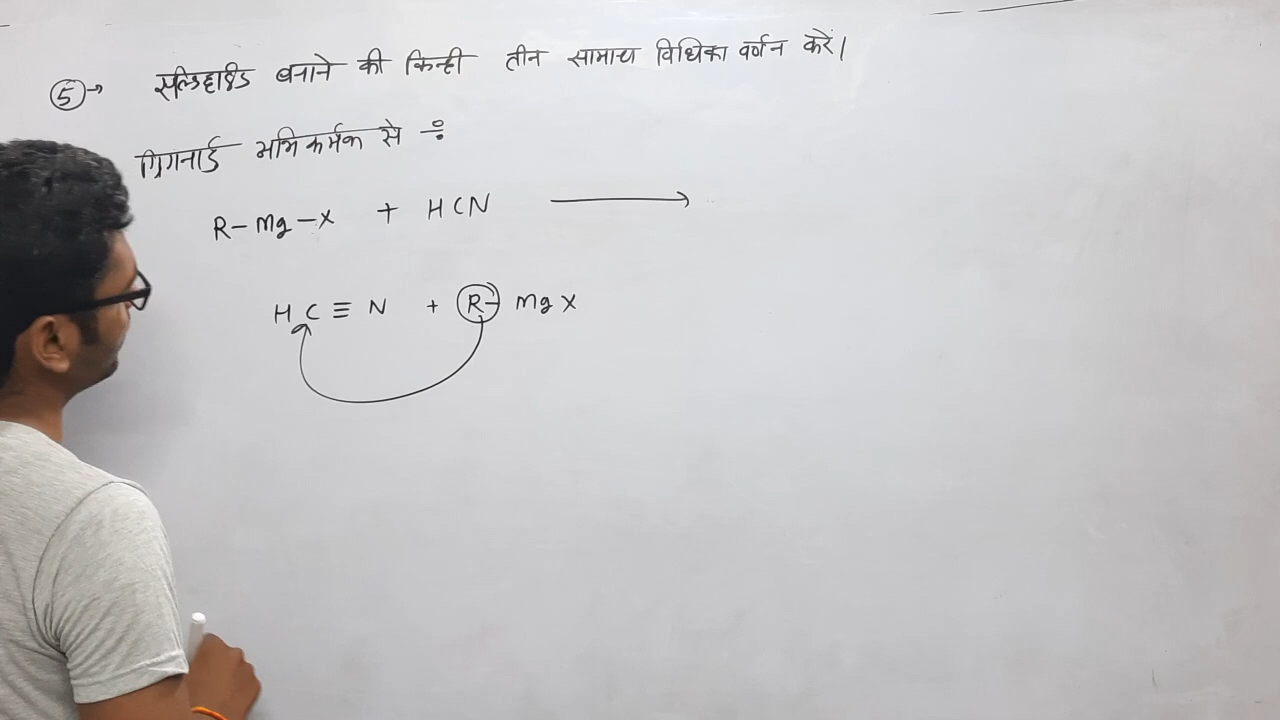 ⑤→ एल्डिहाईड बनाने की किन्ही तीन सामान्य विधिका वर्णन करें।
ग्रिगनार्ड अभिकर्मक से ÷
R–Mg–X + HCN ⟶
HC≡N + R–MgX